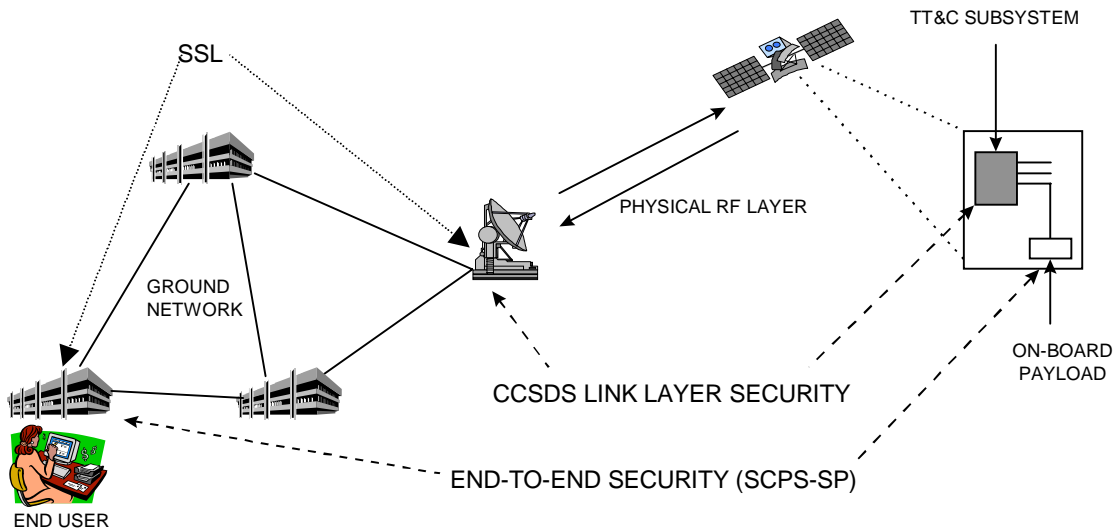 TT&C SUBSYSTEM
SSL
PHYSICAL RF LAYER
GROUND
NETWORK
ON-BOARD
PAYLOAD
CCSDS LINK LAYER SECURITY
END-TO-END SECURITY (SCPS-SP)
END USER